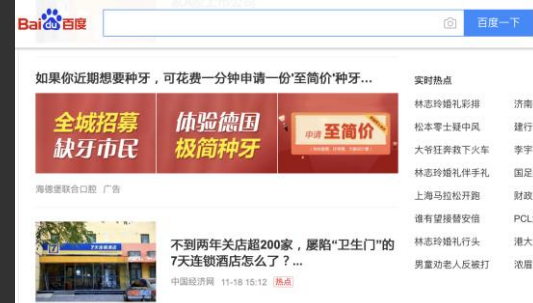 Bai du 百度
百度一下
如果你近期想要种牙，可花费一分钟申请一份'至简价'种牙...
全城招募
缺牙市民
体验德国
极简种牙
申请 至简价
海德堡联合口腔 广告
不到两年关店超200家，屡陷“卫生门”的
7天连锁酒店怎么了？...
中国经济网 11-18 15:12 热点
实时热点
林志玲婚礼彩排 济南
松本零士疑中风 建行
大爷狂奔救下火车 李宇
林志玲婚礼伴手礼 国足
上海马拉松开跑 财政
谁有望接替安倍 PCL
林志玲婚礼行头 港大
男童劝老人反被打 浓眉